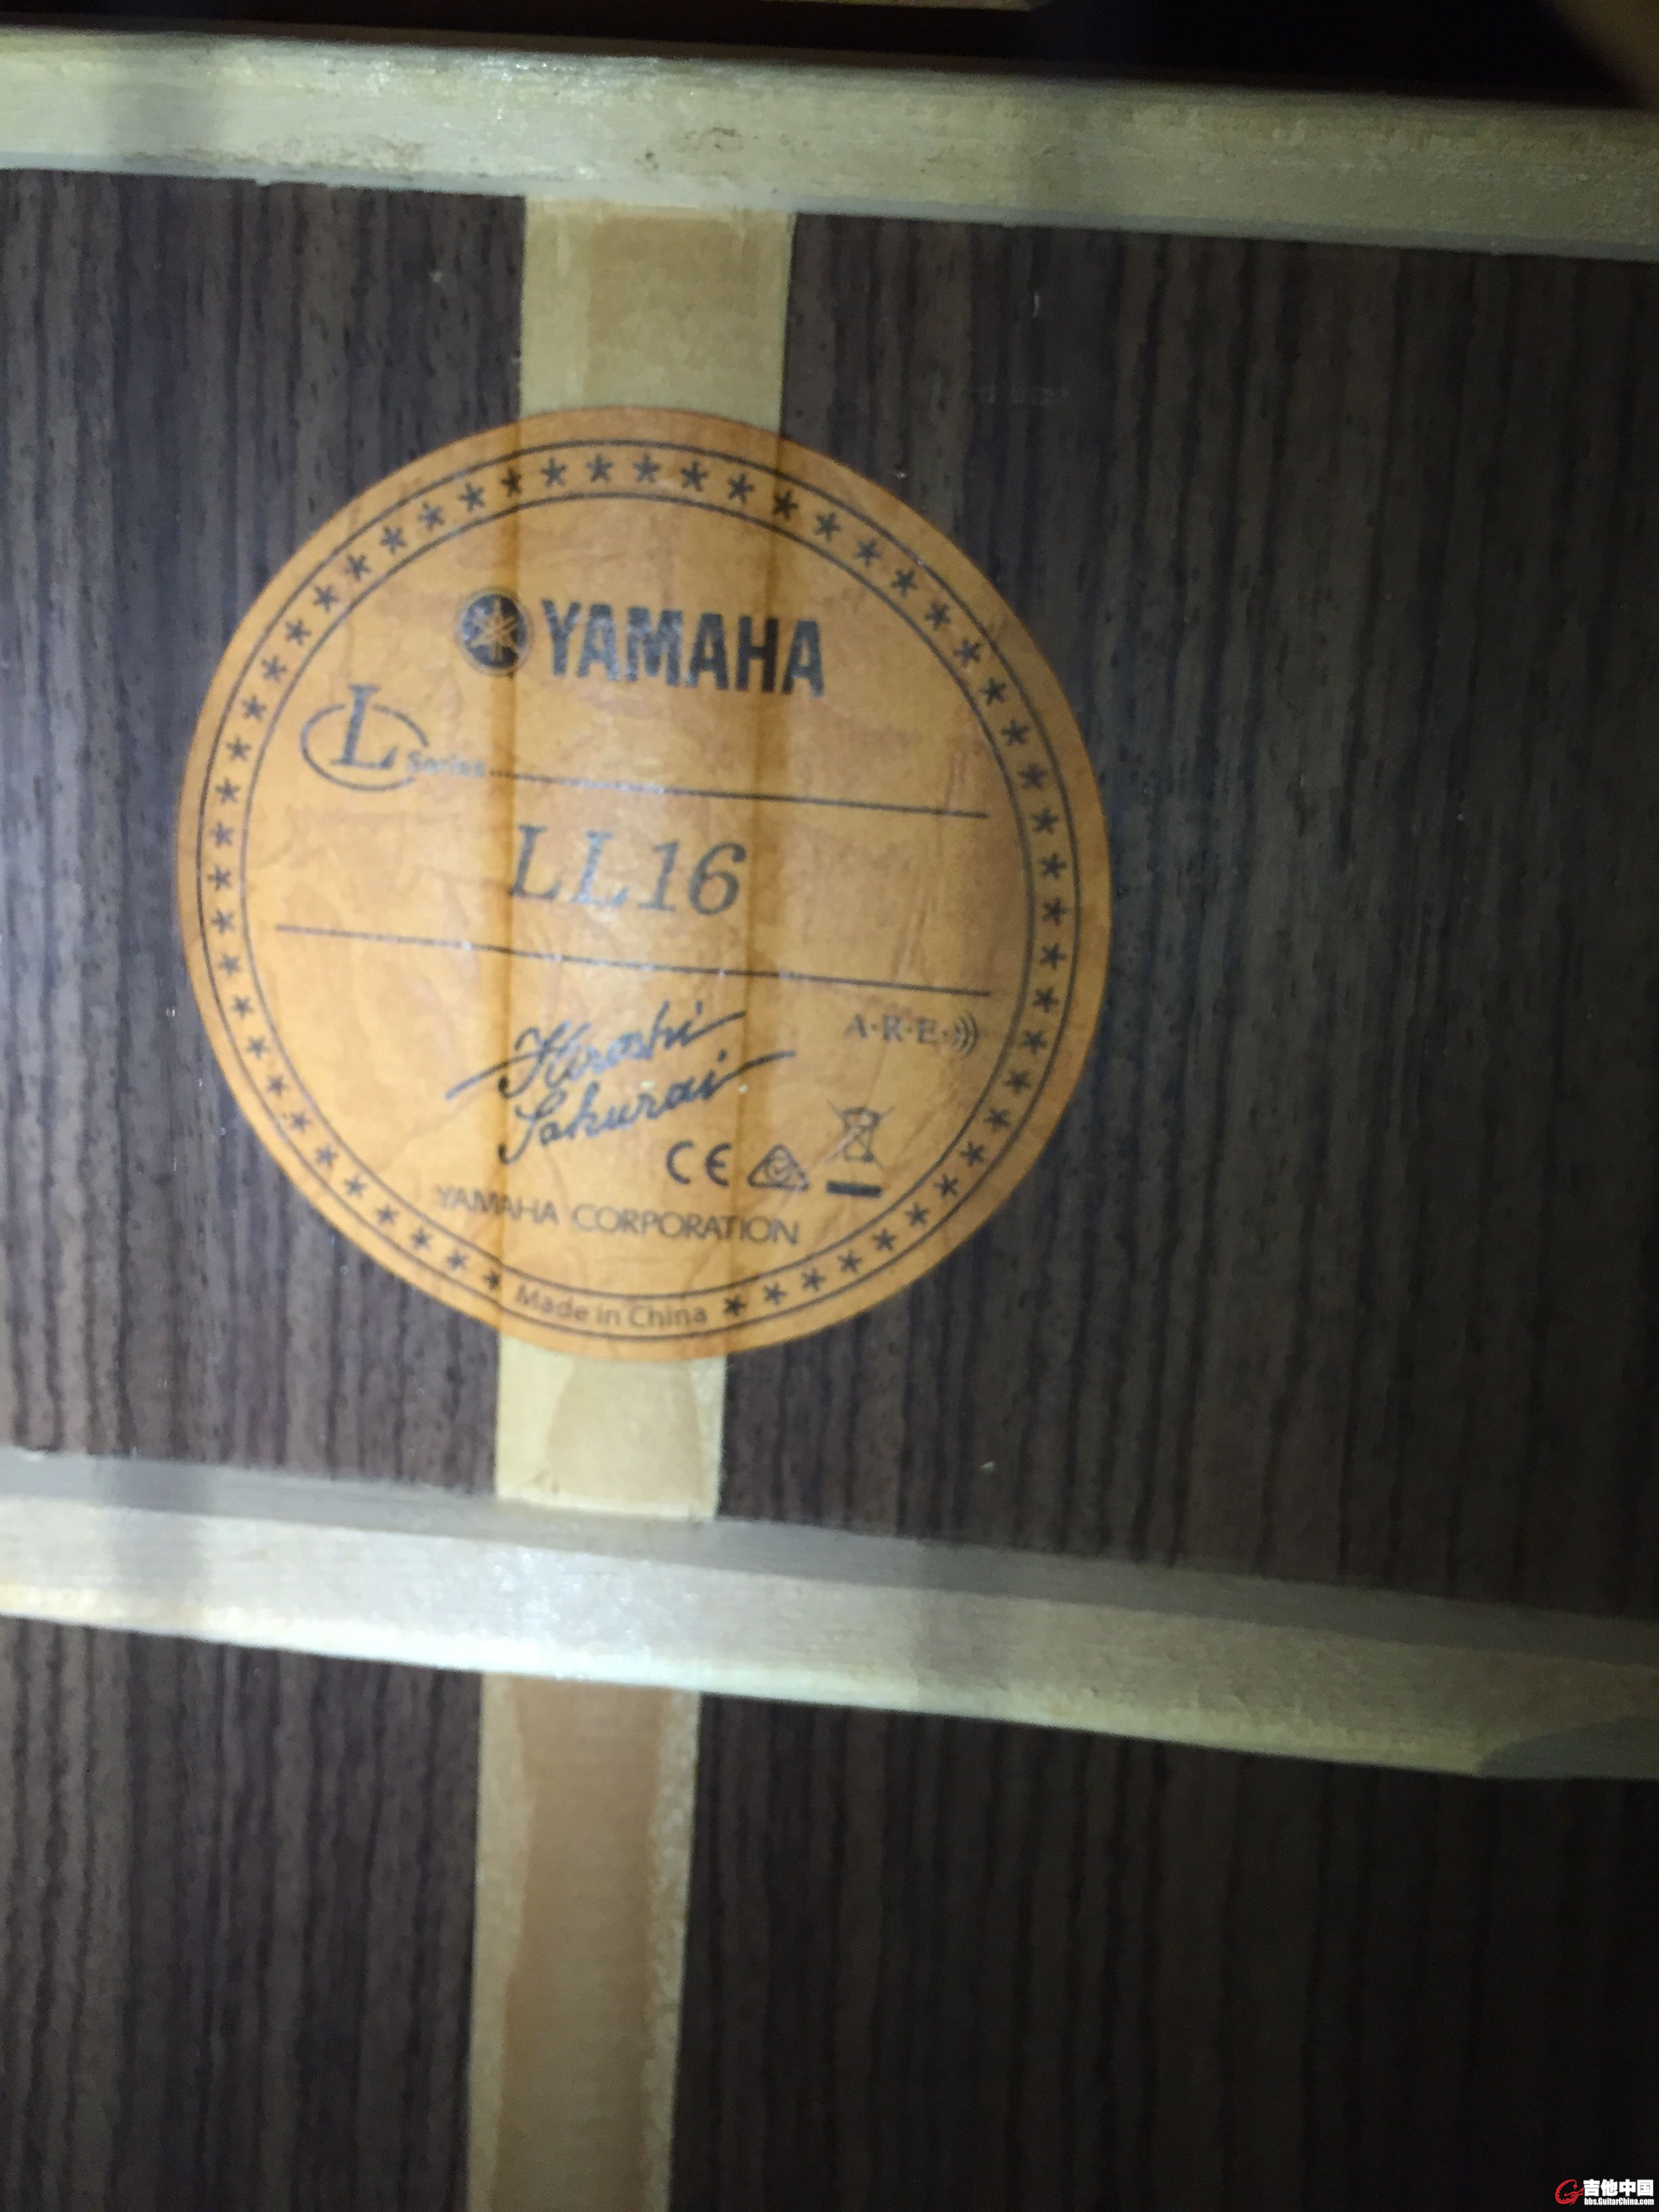 YAMAHA
L Series
LL16
A·R·E
Hiroshi
Sakurai
CE
YAMAHA CORPORATION
Made in China
吉他中国
bbs.GuitarChina.com